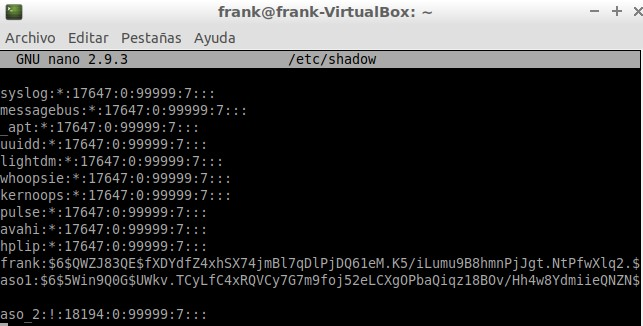 frank@frank-VirtualBox: ~
Archivo Editar Pestañas Ayuda
GNU nano 2.9.3 /etc/shadow
syslog:*:17647:0:99999:7:::
messagebus:*:17647:0:99999:7:::
_apt:*:17647:0:99999:7:::
uuidd:*:17647:0:99999:7:::
lightdm:*:17647:0:99999:7:::
whoopsie:*:17647:0:99999:7:::
kernoops:*:17647:0:99999:7:::
pulse:*:17647:0:99999:7:::
avahi:*:17647:0:99999:7:::
hplip:*:17647:0:99999:7:::
frank:$6$QWZJ83QE$fXDYdfZ4xhSX74jmBl7qDlPjDQ61eM.K5/iLumu9B8hmnPjJgt.NtPfwXlq2.$
aso1:$6$5Win9Q0G$UWkv.TCyLfC4xRQVCy7G7m9foj52eLCXgOPbaQiqz18BOv/Hh4w8YdmiieQNZN$
aso_2:!:18194:0:99999:7:::